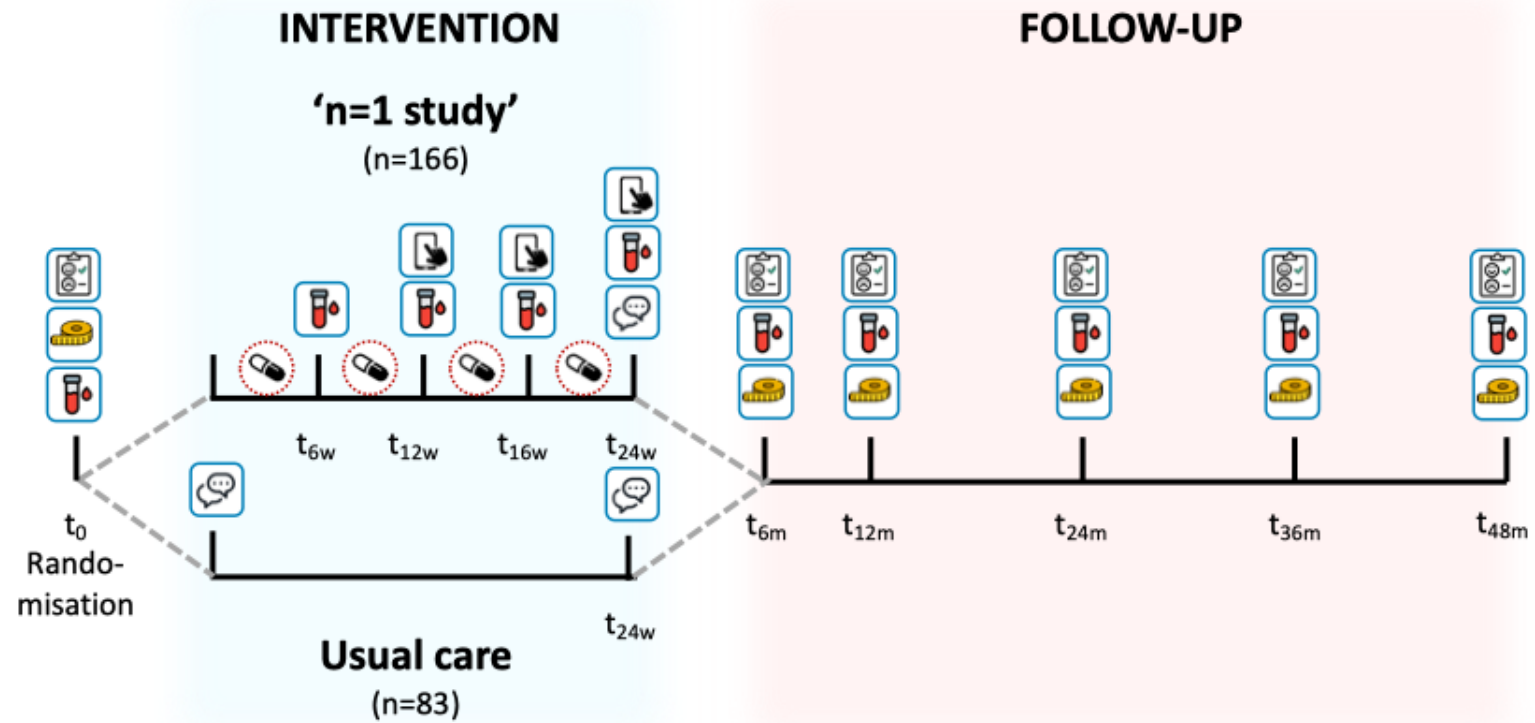 INTERVENTION
FOLLOW-UP
‘n=1 study’
(n=166)
t6w
t12w
t16w
t24w
t0
Rando-
misation
t6m
t12m
t24m
t36m
t48m
t24w
Usual care
(n=83)